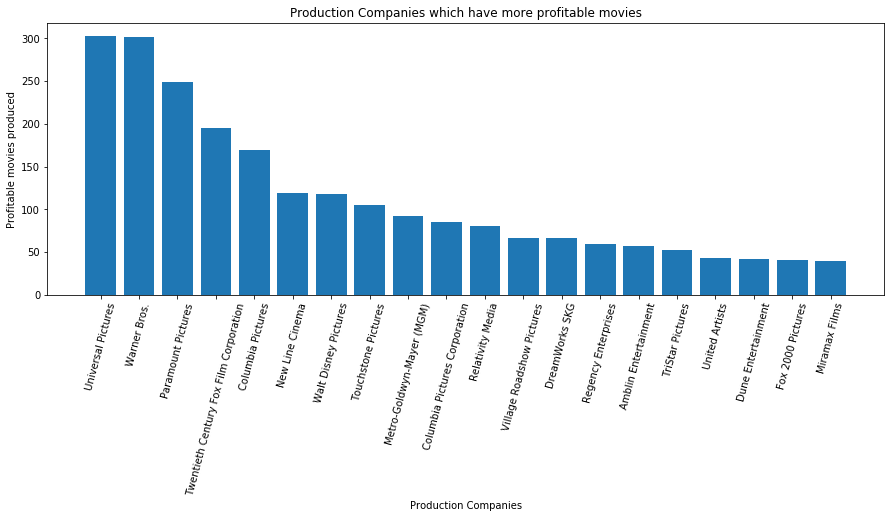 Production Companies which have more profitable movies
Profitable movies produced
300
250
200
150
100
50
0
Universal Pictures
Warner Bros.
Paramount Pictures
Twentieth Century Fox Film Corporation
Columbia Pictures
New Line Cinema
Walt Disney Pictures
Touchstone Pictures
Metro-Goldwyn-Mayer (MGM)
Columbia Pictures Corporation
Relativity Media
Village Roadshow Pictures
DreamWorks SKG
Regency Enterprises
Amblin Entertainment
TriStar Pictures
United Artists
Dune Entertainment
Fox 2000 Pictures
Miramax Films
Production Companies